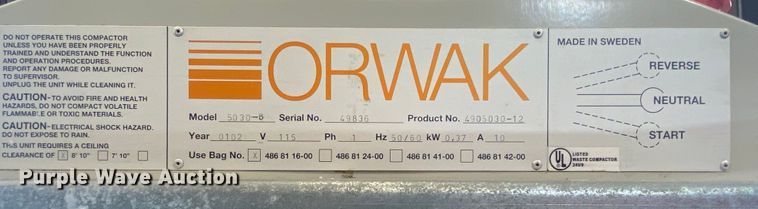 DO NOT OPERATE THIS COMPACTOR
UNLESS YOU HAVE BEEN PROPERLY
TRAINED AND UNDERSTAND THE FUNCTION
AND OPERATION PROCEDURES.
REPORT ANY DAMAGE OR MALFUNCTION
TO SUPERVISOR.
UNPLUG THE UNIT WHILE CLEANING IT.
CAUTION-TO AVOID FIRE AND HEALTH
HAZARDS, DO NOT COMPACT VOLATILE
FLAMMABLE OR TOXIC MATERIALS.
CAUTION-ELECTRICAL SHOCK HAZARD.
DO NOT EXPOSE TO RAIN.
THIS UNIT REQUIRES A CEILING
CLEARANCE OF X 8' 10" 7' 10"
ORWAK
Model 5030-8 Serial No. 49836 Product No. 4905030-12
Year 0102 V 115 Ph 1 Hz 50/60 kW 0,37 A 10
Use Bag No. X 486 81 16-00 486 81 24-00 486 81 41-00 486 81 42-00
MADE IN SWEDEN
REVERSE
NEUTRAL
START
UL LISTED
WASTE COMPACTOR
Purple Wave Auction